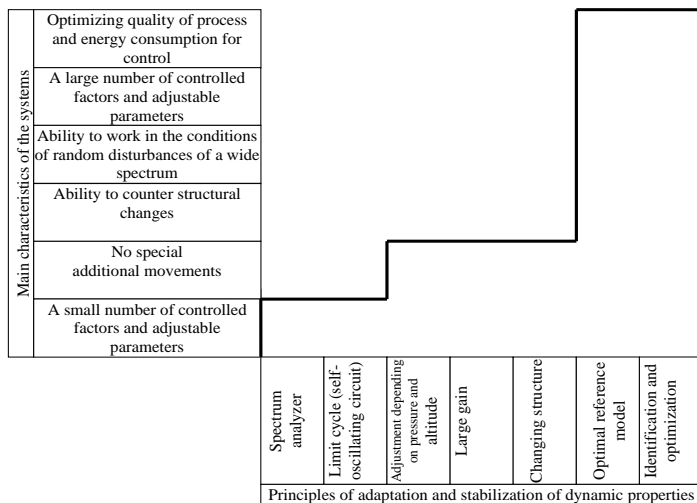 Main characteristics of the systems
Optimizing quality of process
and energy consumption for
control
A large number of controlled
factors and adjustable
parameters
Ability to work in the conditions
of random disturbances of a wide
spectrum
Ability to counter structural
changes
No special
additional movements
A small number of controlled
factors and adjustable
parameters
Spectrum
analyzer
Limit cycle (self-
oscillating circuit)
Adjustment depending
on pressure and
altitude
Large gain
Changing structure
Optimal reference
model
Identification and
optimization
Principles of adaptation and stabilization of dynamic properties